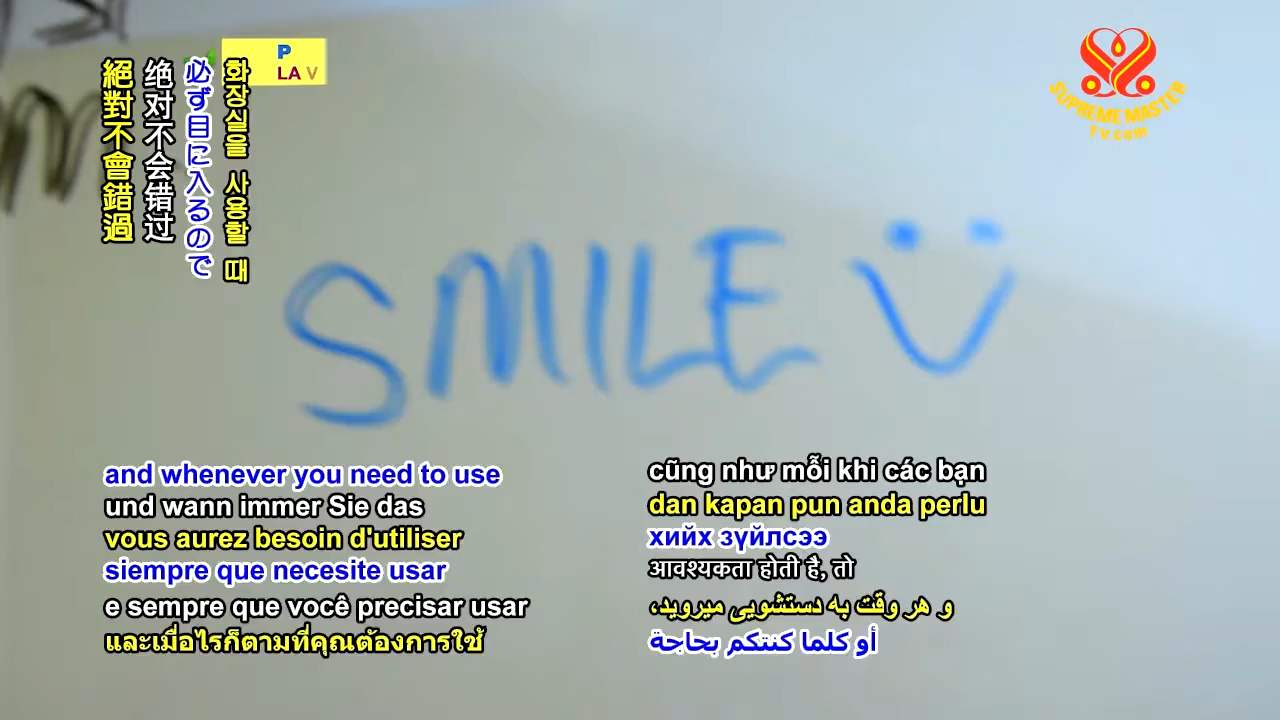 絕對不會錯過
绝对不会错过
必ず目に入るので
화장실을 사용할 때
P
LA V
SUPREME MASTER
TV.com
SMILE
and whenever you need to use
und wann immer Sie das
vous aurez besoin d'utiliser
siempre que necesite usar
e sempre que você precisar usar
และเมื่อไรก็ตามที่คุณต้องการใช้
cũng như mỗi khi các bạn
dan kapan pun anda perlu
хийх зүйлсээ
आवश्यकता होती है, तो
و هر وقت به دستشویی میروید،
أو كلما كنتكم بحاجة